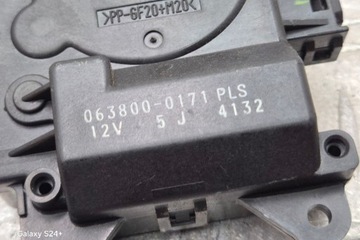 >PP-GF20+M20<
063800-0171 PLS
12V 5 J 4132
Galaxy S24+